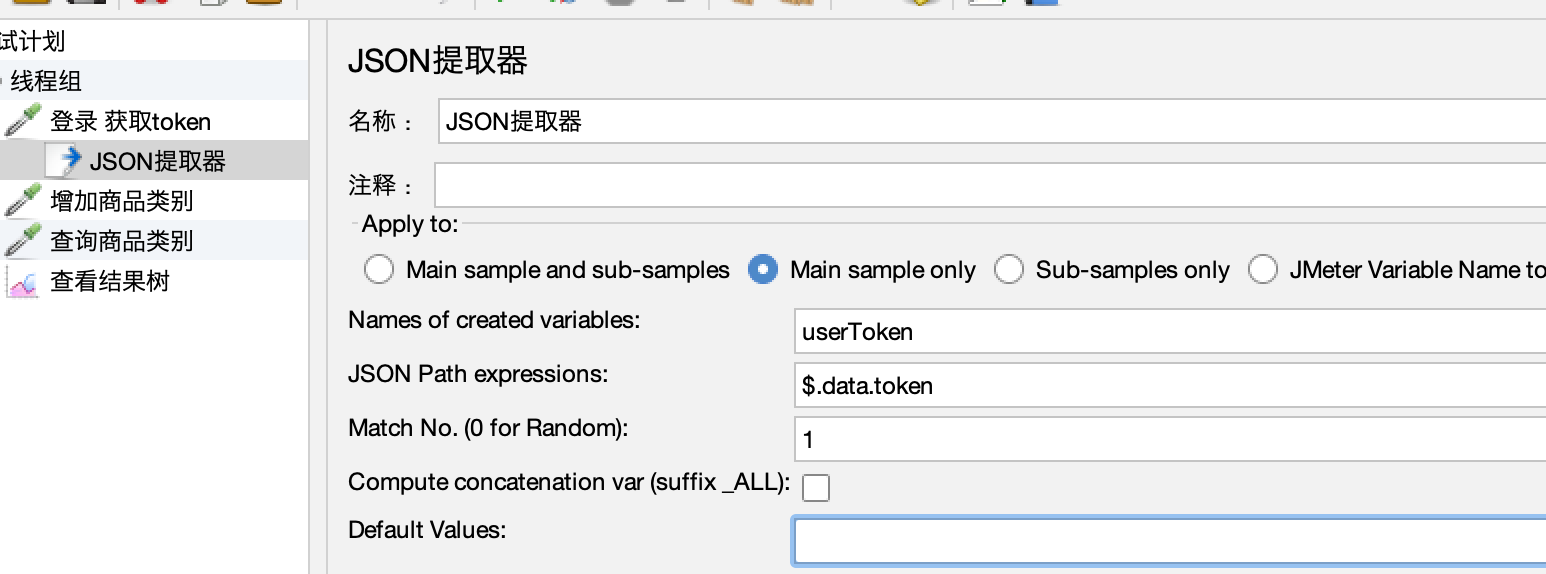 试计划
线程组
登录 获取token
JSON提取器
增加商品类别
查询商品类别
查看结果树
JSON提取器
名称： JSON提取器
注释：
Apply to:
Main sample and sub-samples Main sample only Sub-samples only JMeter Variable Name to
Names of created variables: userToken
JSON Path expressions: $.data.token
Match No. (0 for Random): 1
Compute concatenation var (suffix _ALL):
Default Values: